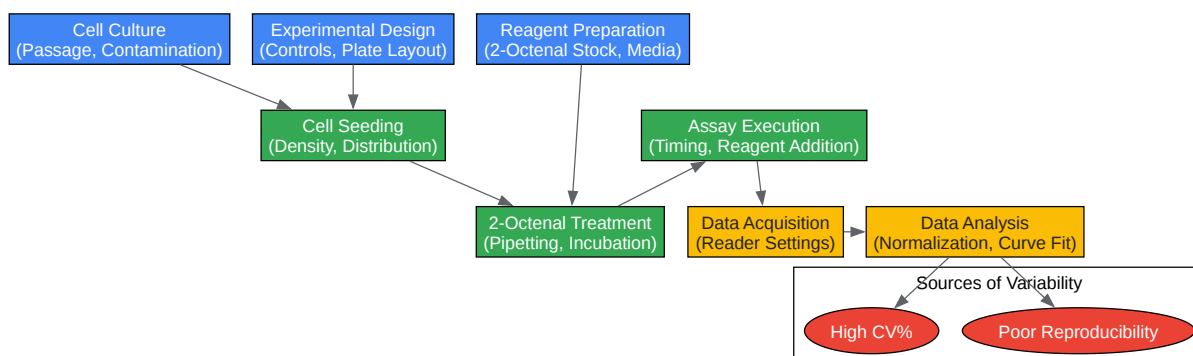 Cell Culture
(Passage, Contamination)
Experimental Design
(Controls, Plate Layout)
Reagent Preparation
(2-Octenal Stock, Media)
Cell Seeding
(Density, Distribution)
Assay Execution
(Timing, Reagent Addition)
2-Octenal Treatment
(Pipetting, Incubation)
Data Acquisition
(Reader Settings)
Data Analysis
(Normalization, Curve Fit)
Sources of Variability
High CV%
Poor Reproducibility